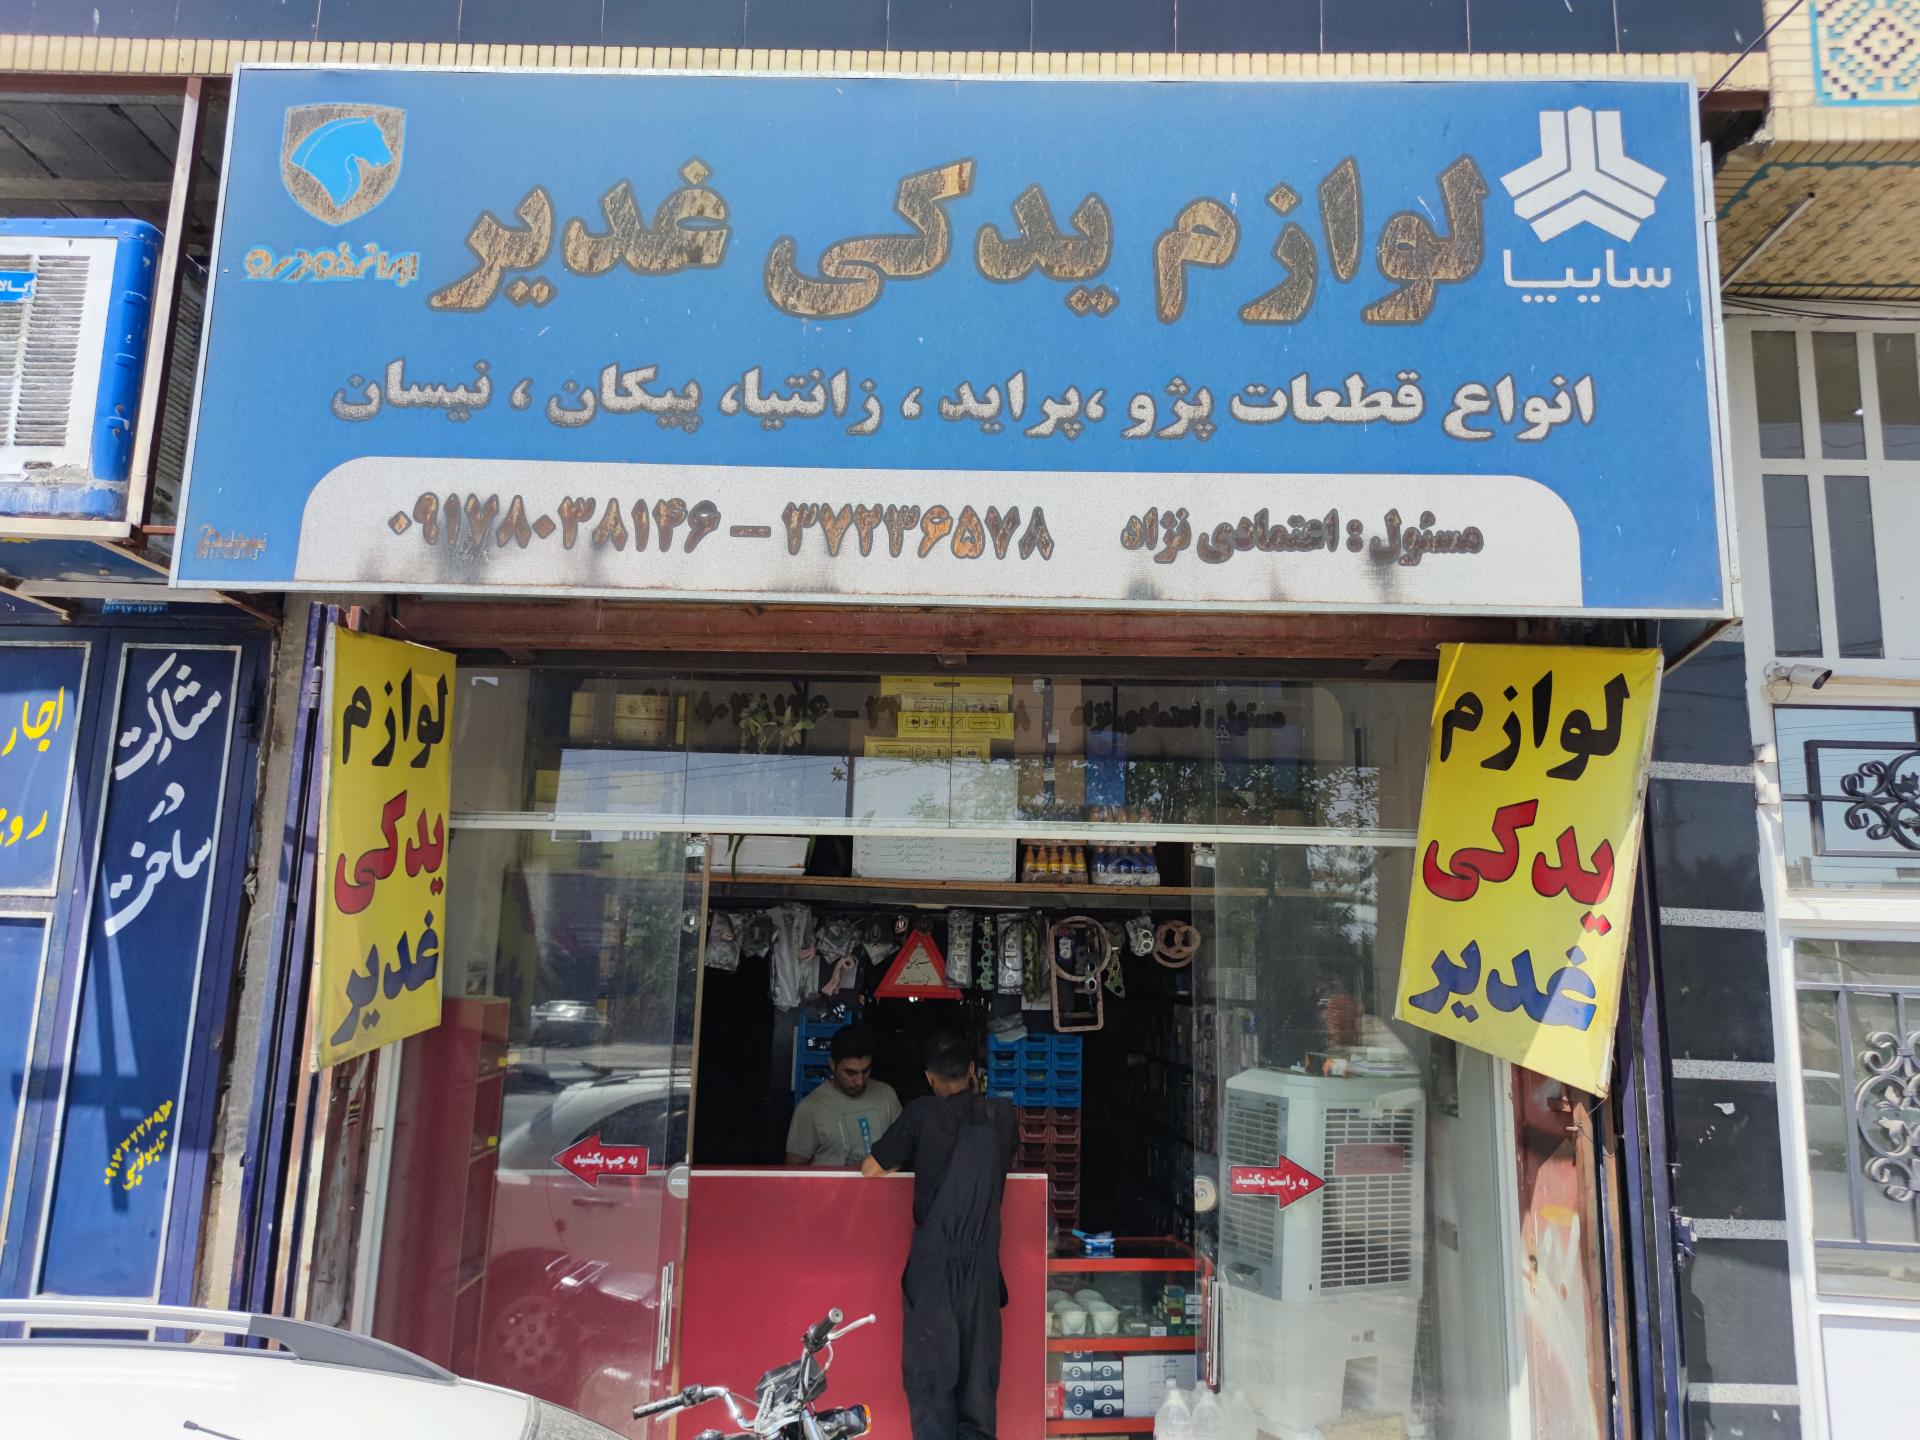 ایران‌خودرو
سایپا
لوازم یدکی غدیر
انواع قطعات پژو ،پراید ، زانتیا، پیکان ، نیسان
مسئول : اعتمادی نژاد ۳۷۲۳۶۵۷۸ – ۰۹۱۷۸۰۳۸۱۴۶
لوازم
یدکی
غدیر
لوازم
یدکی
غدیر
مشارکت
در
ساخت
به چپ بکشید
به راست بکشید